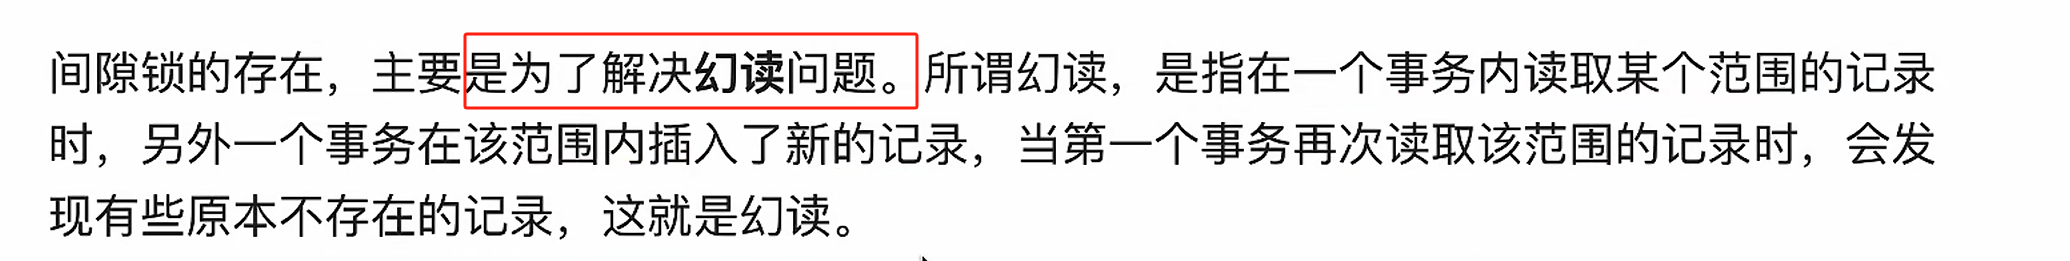 间隙锁的存在，主要是为了解决幻读问题。所谓幻读，是指在一个事务内读取某个范围的记录
时，另外一个事务在该范围内插入了新的记录，当第一个事务再次读取该范围的记录时，会发
现有些原本不存在的记录，这就是幻读。